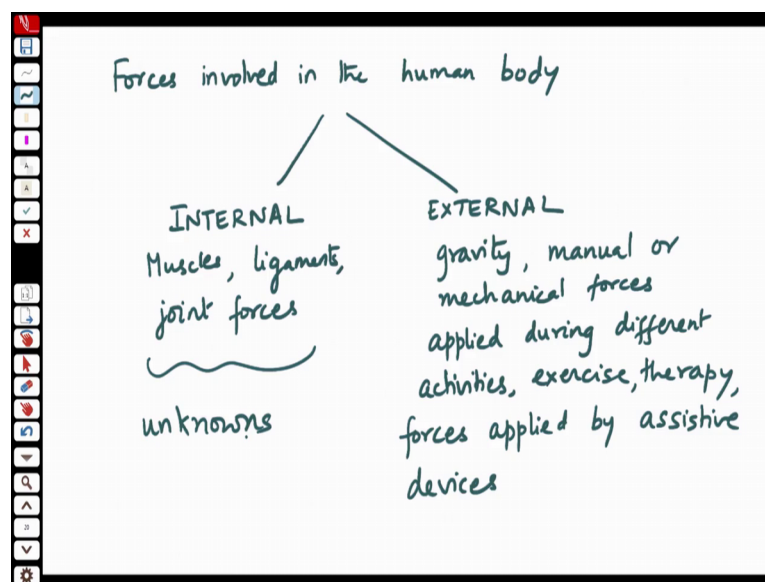 Forces involved in the human body
INTERNAL
Muscles, ligaments,
joint forces
unknowns
EXTERNAL
gravity, manual or
mechanical forces
applied during different
activities, exercise, therapy,
forces applied by assistive
devices